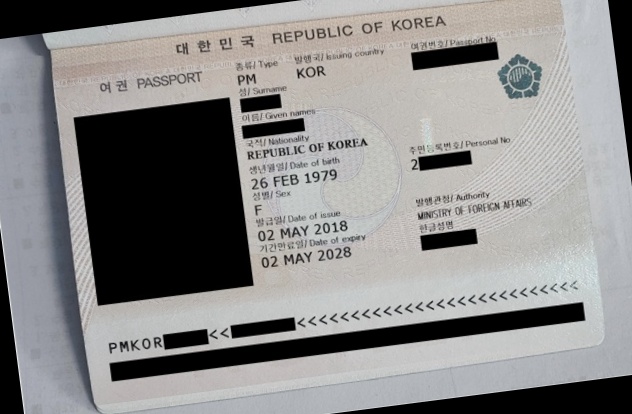 대한민국 REPUBLIC OF KOREA
여권 PASSPORT
종류/ Type 발행국/ Issuing country 여권번호/ Passport No.
PM KOR
성/ Surname
이름/ Given names
국적/ Nationality
REPUBLIC OF KOREA
주민등록번호/ Personal No
2
생년월일/ Date of birth
26 FEB 1979
성별/ Sex
F
발행관청/ Authority
MINISTRY OF FOREIGN AFFAIRS
발급일/ Date of issue
02 MAY 2018
한글성명
기간만료일/ Date of expiry
02 MAY 2028
PMKOR<<<<<<<<<<<<<<<<<<<<<<<<<<<<<<